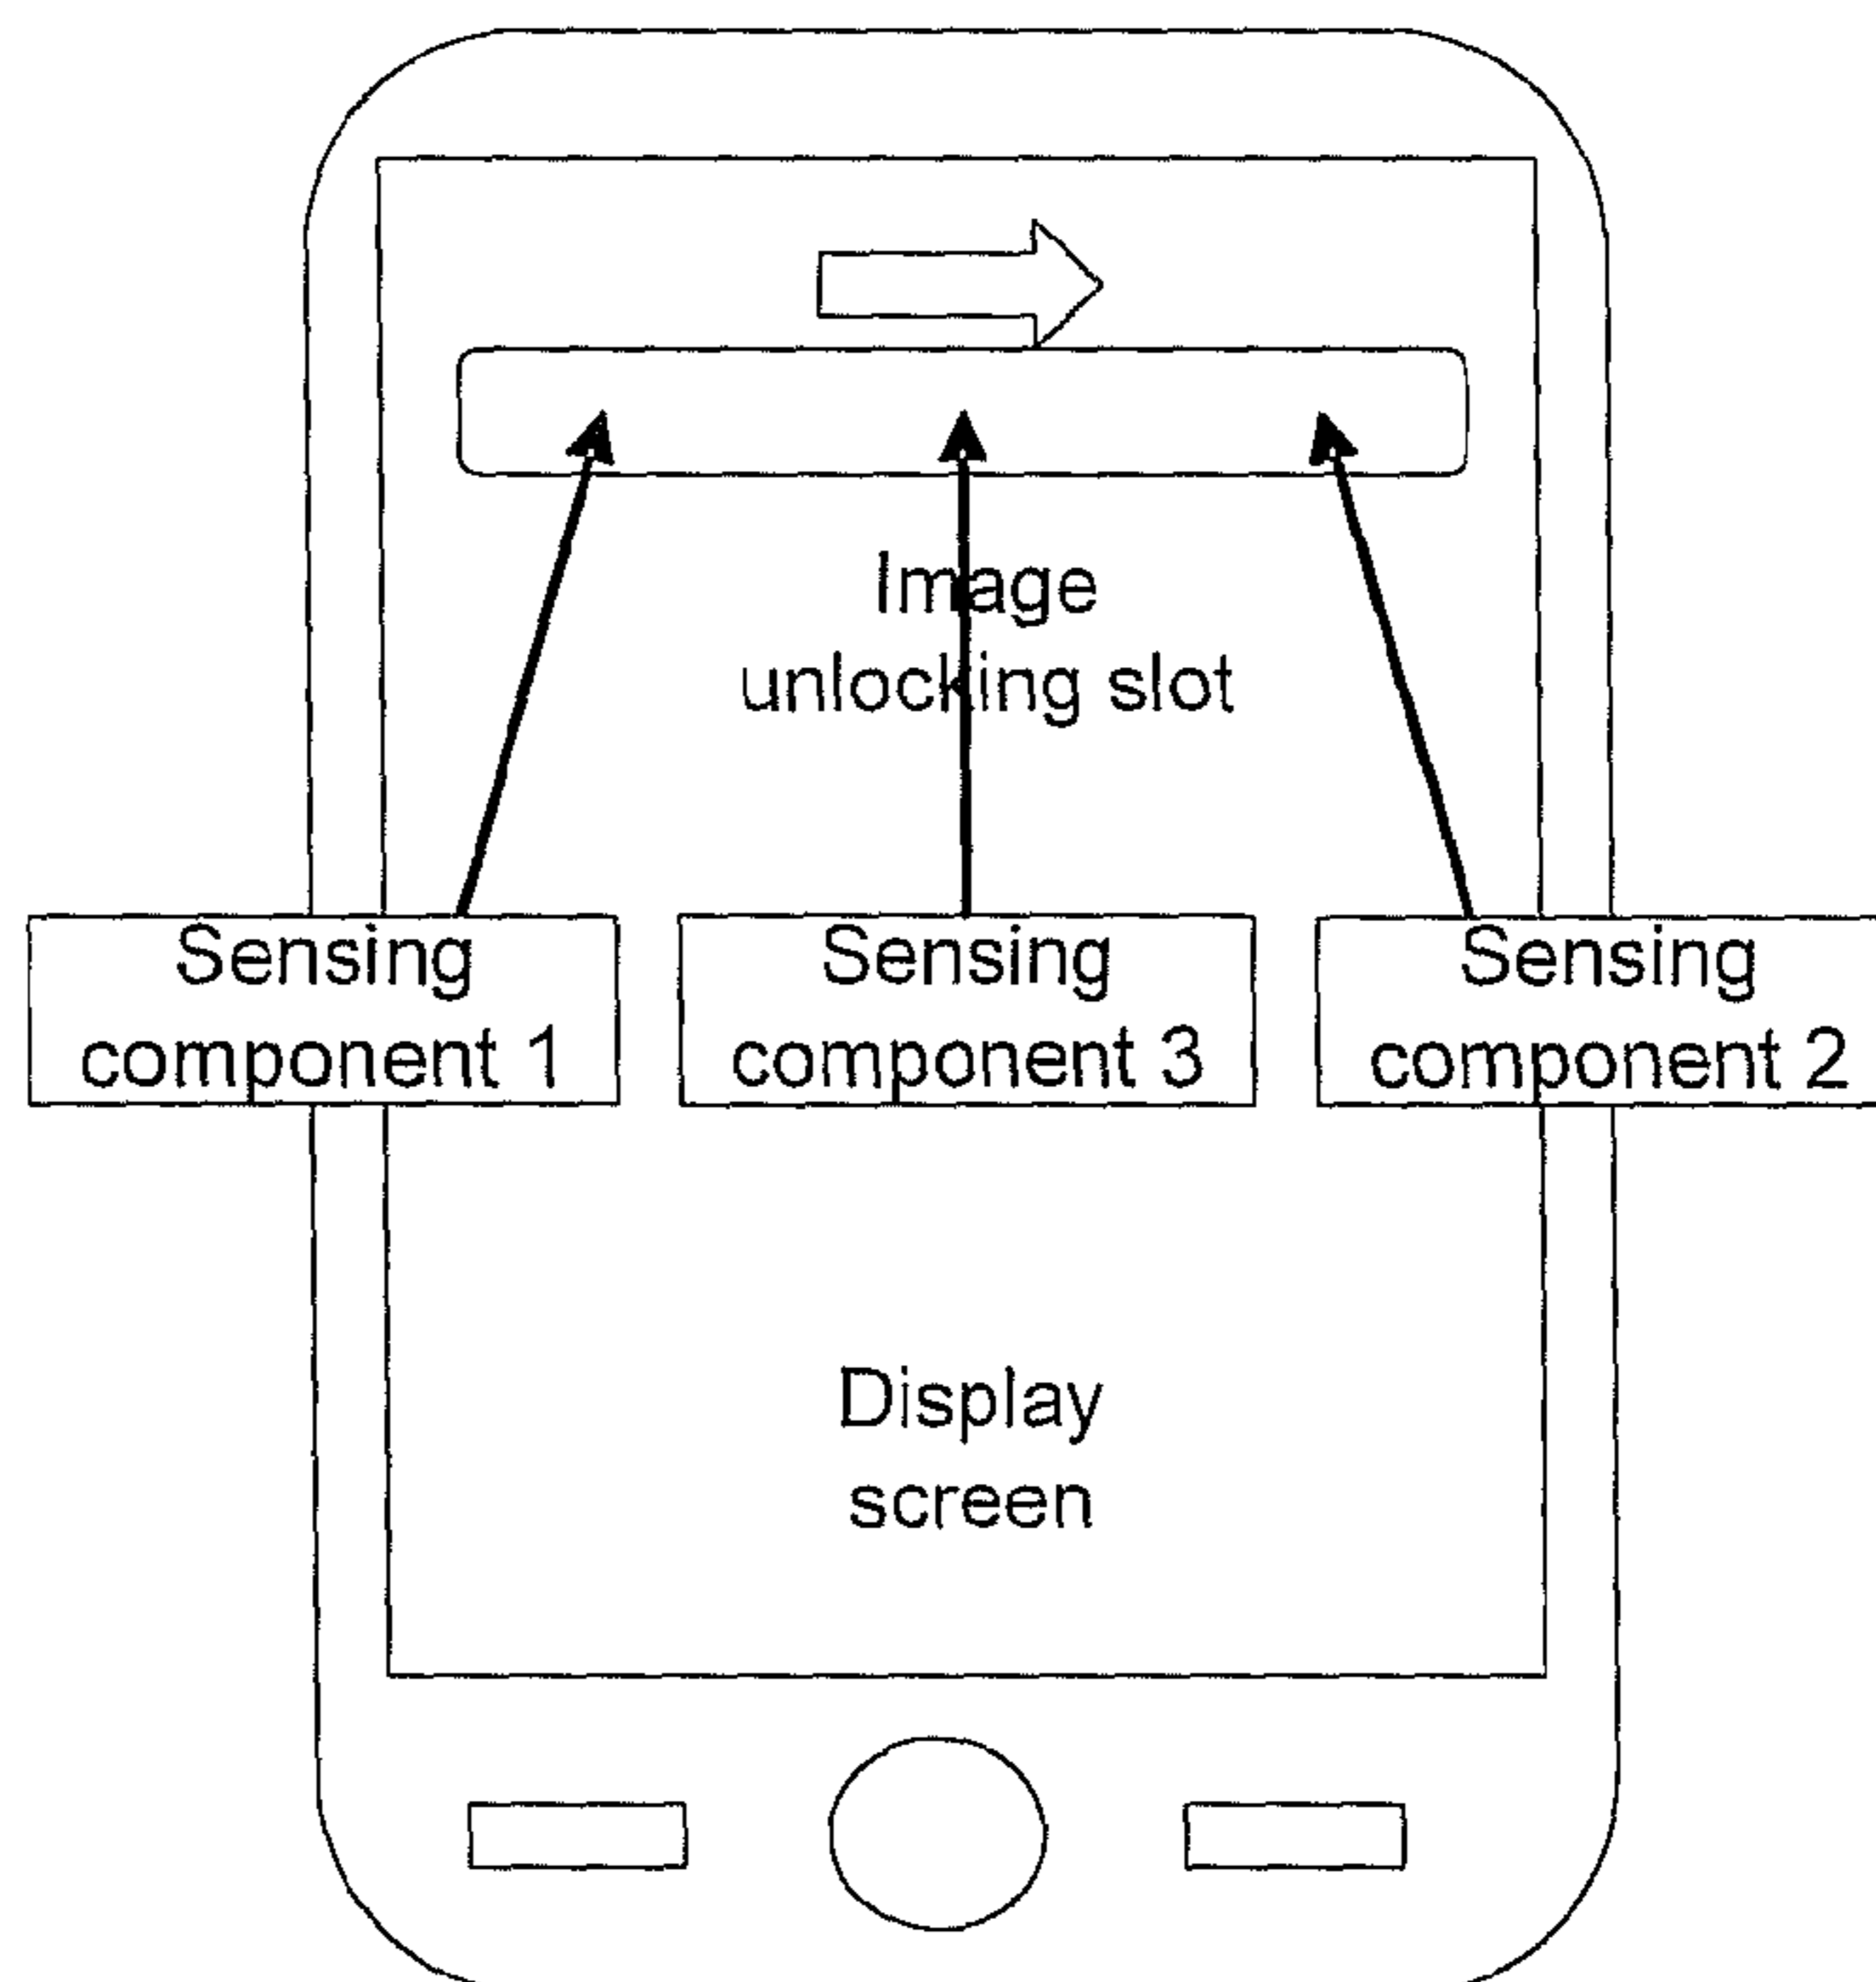 Image
unlocking slot
Sensing
component 1
Sensing
component 3
Sensing
component 2
Display
screen